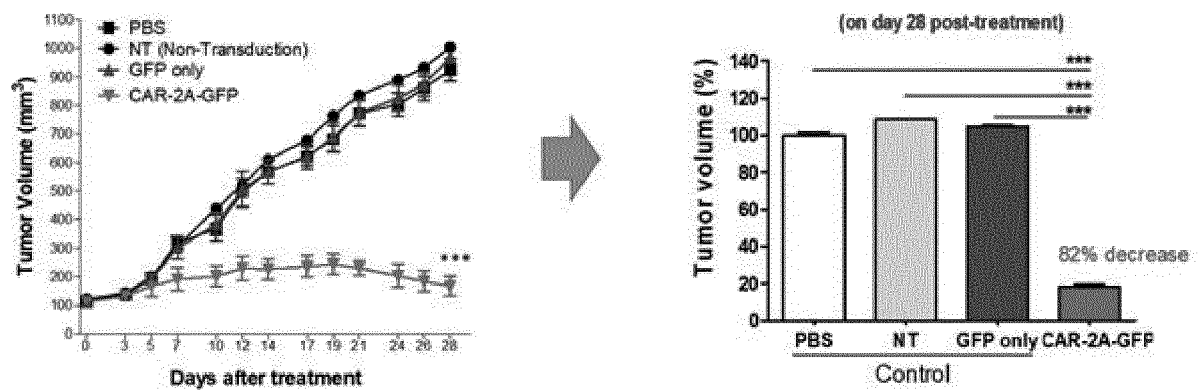 PBS
NT (Non-Transduction)
GFP only
CAR-2A-GFP
Tumor Volume (mm3)
1100
1000
900
800
700
600
500
400
300
200
100
0
***
0 3 5 7 10 12 14 17 19 21 24 26 28
Days after treatment
(on day 28 post-treatment)
Tumor volume (%)
140
120
100
80
60
40
20
0
***
***
***
82% decrease
PBS NT GFP only CAR-2A-GFP
Control